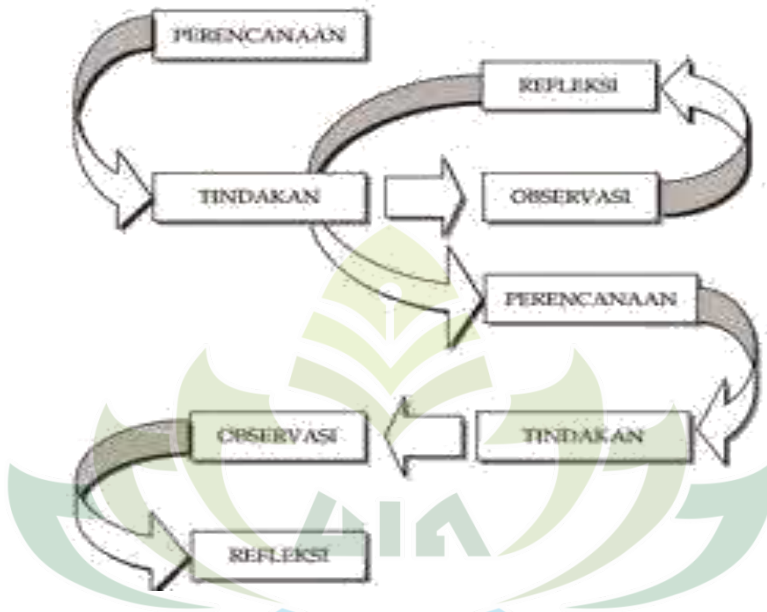 PERENCANAAN
REFLEKSI
TINDAKAN
OBSERVASI
PERENCANAAN
OBSERVASI
TINDAKAN
REFLEKSI